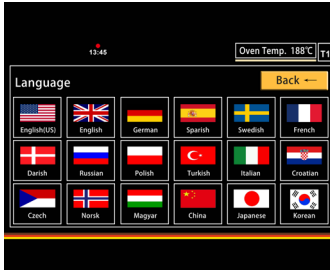 13:45
Oven Temp. 188℃
T1
Language
Back
English(US) English German Sparish Swedish French
Darish Russian Polish Turkish Italian Croatian
Czech Norsk Magyar China Japanese Korean